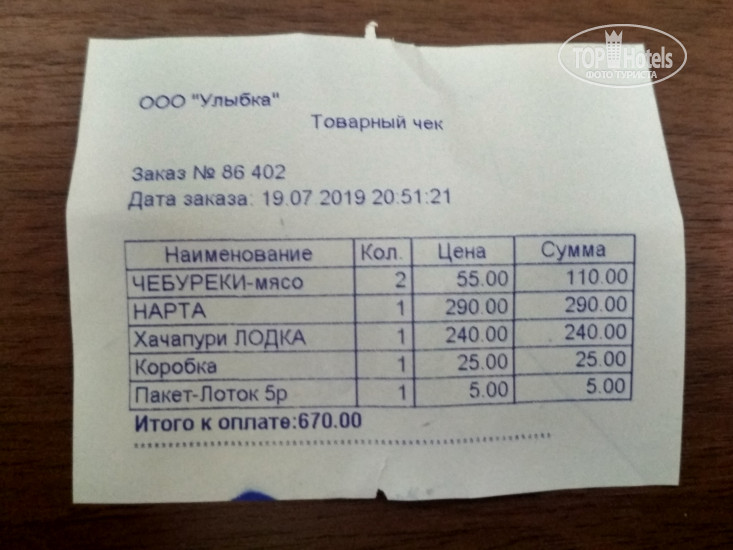 TOP Hotels
ФОТО ТУРИСТА
ООО "Улыбка"
Товарный чек
Заказ № 86 402
Дата заказа: 19.07.2019 20:51:21
Наименование Кол. Цена Сумма
ЧЕБУРЕКИ-мясо 2 55.00 110.00
НАРТА 1 290.00 290.00
Хачапури ЛОДКА 1 240.00 240.00
Коробка 1 25.00 25.00
Пакет-Лоток 5р 1 5.00 5.00
Итого к оплате:670.00